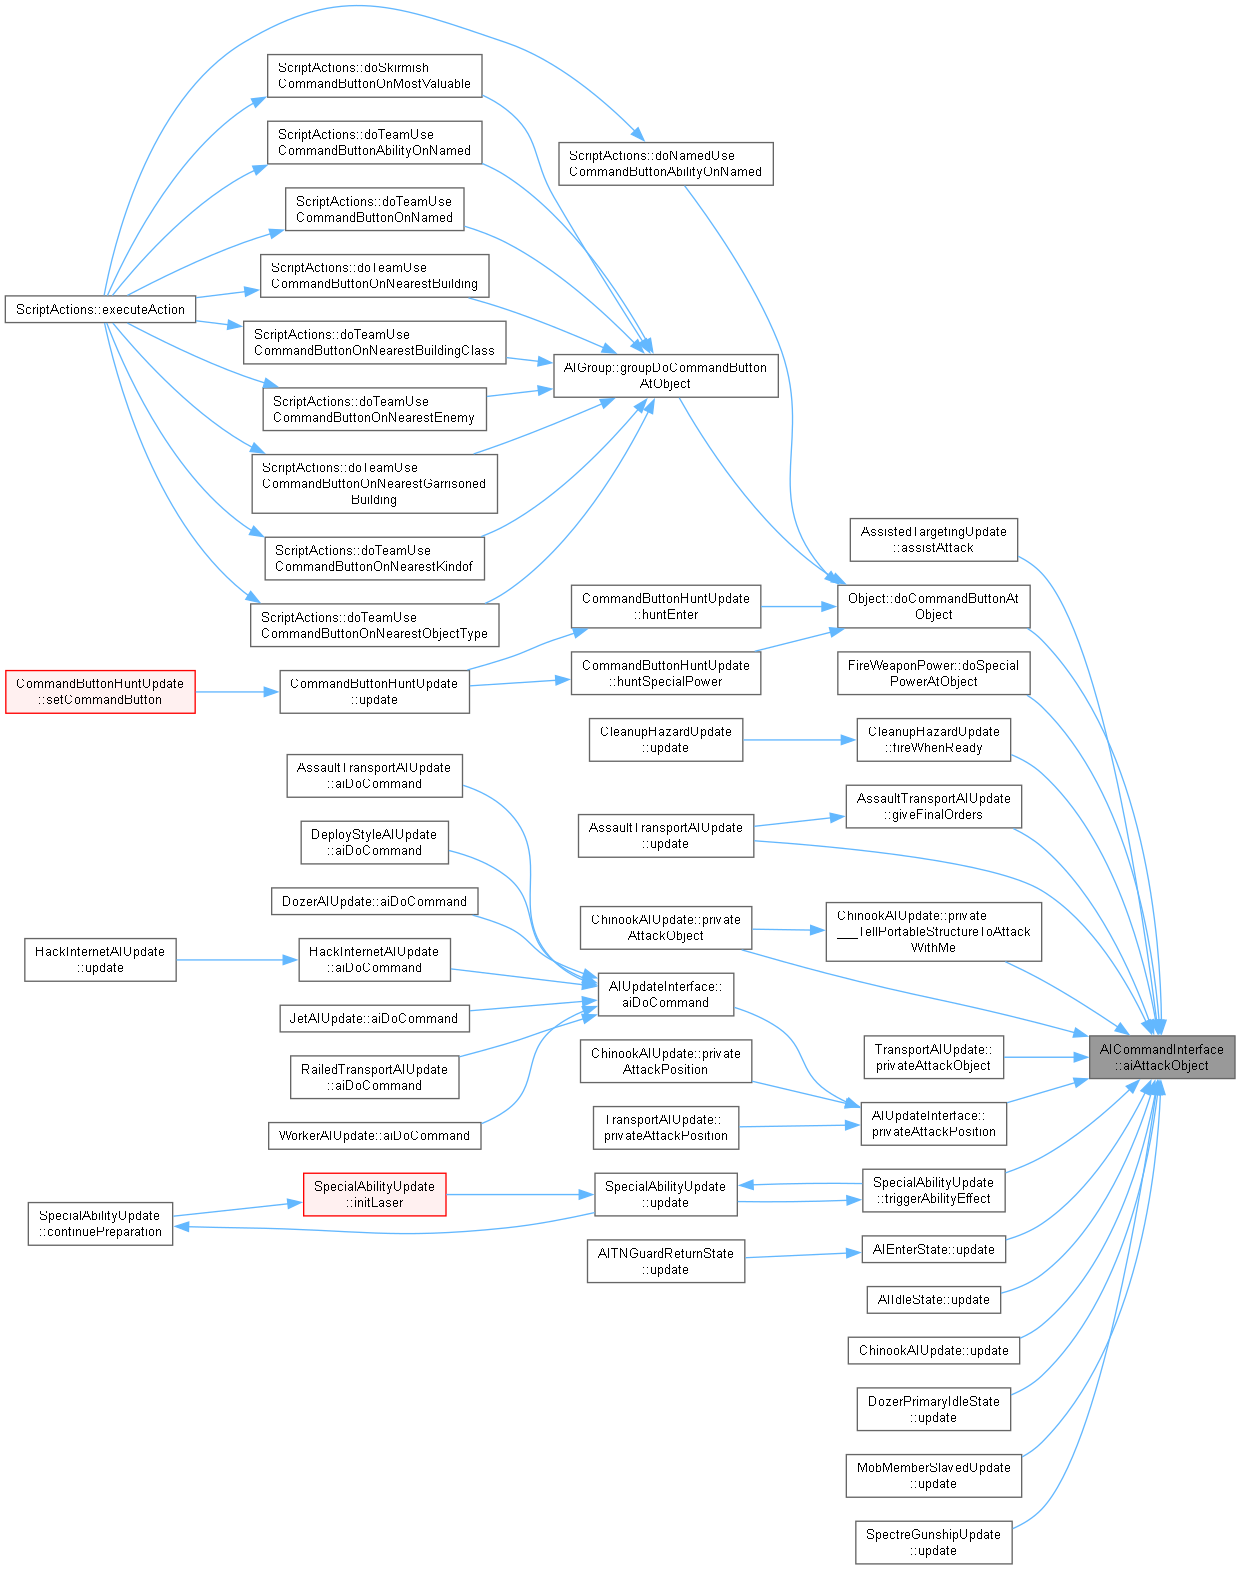 ScriptActions::doSkirmish
CommandButtonOnMostValuable
ScriptActions::doTeamUse
CommandButtonAbilityOnNamed
ScriptActions::doNamedUse
CommandButtonAbilityOnNamed
ScriptActions::doTeamUse
CommandButtonOnNamed
ScriptActions::doTeamUse
CommandButtonOnNearestBuilding
ScriptActions::executeAction
ScriptActions::doTeamUse
CommandButtonOnNearestBuildingClass
AIGroup::groupDoCommandButton
AtObject
ScriptActions::doTeamUse
CommandButtonOnNearestEnemy
ScriptActions::doTeamUse
CommandButtonOnNearestGarrisoned
Building
ScriptActions::doTeamUse
CommandButtonOnNearestKindof
ScriptActions::doTeamUse
CommandButtonOnNearestObjectType
AssistedTargetingUpdate
::assistAttack
CommandButtonHuntUpdate
::huntEnter
Object::doCommandButtonAt
Object
CommandButtonHuntUpdate
::setCommandButton
CommandButtonHuntUpdate
::update
CommandButtonHuntUpdate
::huntSpecialPower
FireWeaponPower::doSpecial
PowerAtObject
CleanupHazardUpdate
::update
CleanupHazardUpdate
::fireWhenReady
AssaultTransportAIUpdate
::aiDoCommand
AssaultTransportAIUpdate
::giveFinalOrders
DeployStyleAIUpdate
::aiDoCommand
AssaultTransportAIUpdate
::update
DozerAIUpdate::aiDoCommand
ChinookAIUpdate::private
AttackObject
ChinookAIUpdate::private
___TellPortableStructureToAttack
WithMe
HackInternetAIUpdate
::update
HackInternetAIUpdate
::aiDoCommand
AIUpdateInterface::
aiDoCommand
JetAIUpdate::aiDoCommand
RailedTransportAIUpdate
::aiDoCommand
ChinookAIUpdate::private
AttackPosition
TransportAIUpdate::
privateAttackObject
AICommandInterface
::aiAttackObject
WorkerAIUpdate::aiDoCommand
TransportAIUpdate::
privateAttackPosition
AIUpdateInterface::
privateAttackPosition
SpecialAbilityUpdate
::continuePreparation
SpecialAbilityUpdate
::initLaser
SpecialAbilityUpdate
::update
SpecialAbilityUpdate
::triggerAbilityEffect
AITNGuardReturnState
::update
AIEnterState::update
AIIdleState::update
ChinookAIUpdate::update
DozerPrimaryIdleState
::update
MobMemberSlavedUpdate
::update
SpectreGunshipUpdate
::update